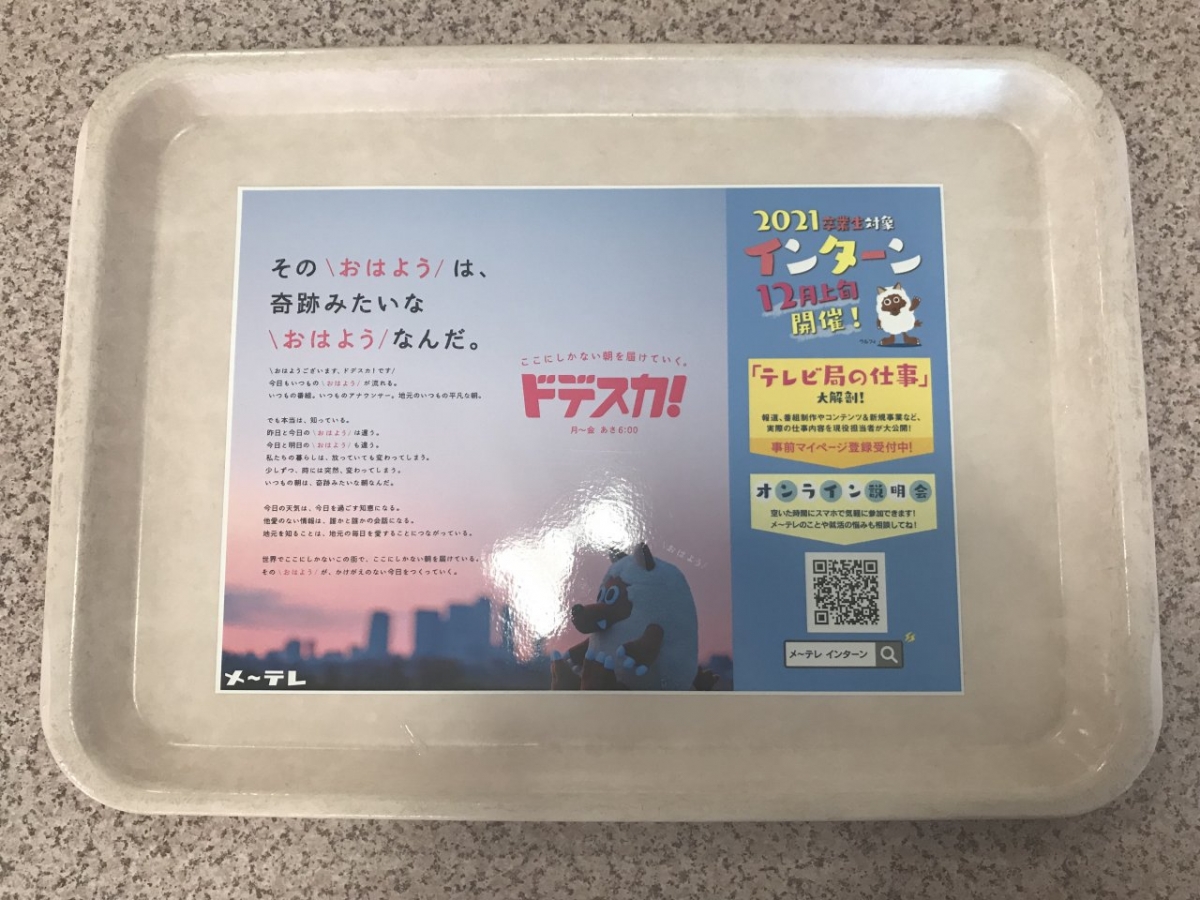 その\おはよう/は、
奇跡みたいな
\おはよう/なんだ。
\おはようございます、ドデスカ！です/
今日もいつもの\おはよう/が流れる。
いつもの番組。いつものアナウンサー。地元のいつもの平凡な朝。
でも本当は、知っている。
昨日と今日の\おはよう/は違う。
今日と明日の\おはよう/も違う。
私たちの暮らしは、放っていても変わってしまう。
少しずつ、時には突然、変わってしまう。
いつもの朝は、奇跡みたいな朝なんだ。
今日の天気は、今日を過ごす知恵になる。
他愛のない情報は、誰かと誰かの会話になる。
地元を知ることは、地元の毎日を愛することにつながっている。
世界でここにしかないこの街で、ここにしかない朝を届けている。
その\おはよう/が、かけがえのない今日をつくっていく。
ここにしかない朝を届けていく。
ドデスカ!
月〜金 あさ6:00
\おはよう/
メ〜テレ
2021卒業生対象
インターン
12月上旬
開催!
ウルフィ
「テレビ局の仕事」
大解剖!
報道、番組制作やコンテンツ&新規事業など、
実際の仕事内容を現役担当者が大公開!
事前マイページ登録受付中!
オンライン説明会
空いた時間にスマホで気軽に参加できます!
メ〜テレのことや就活の悩みも相談してね!
メ〜テレ インターン